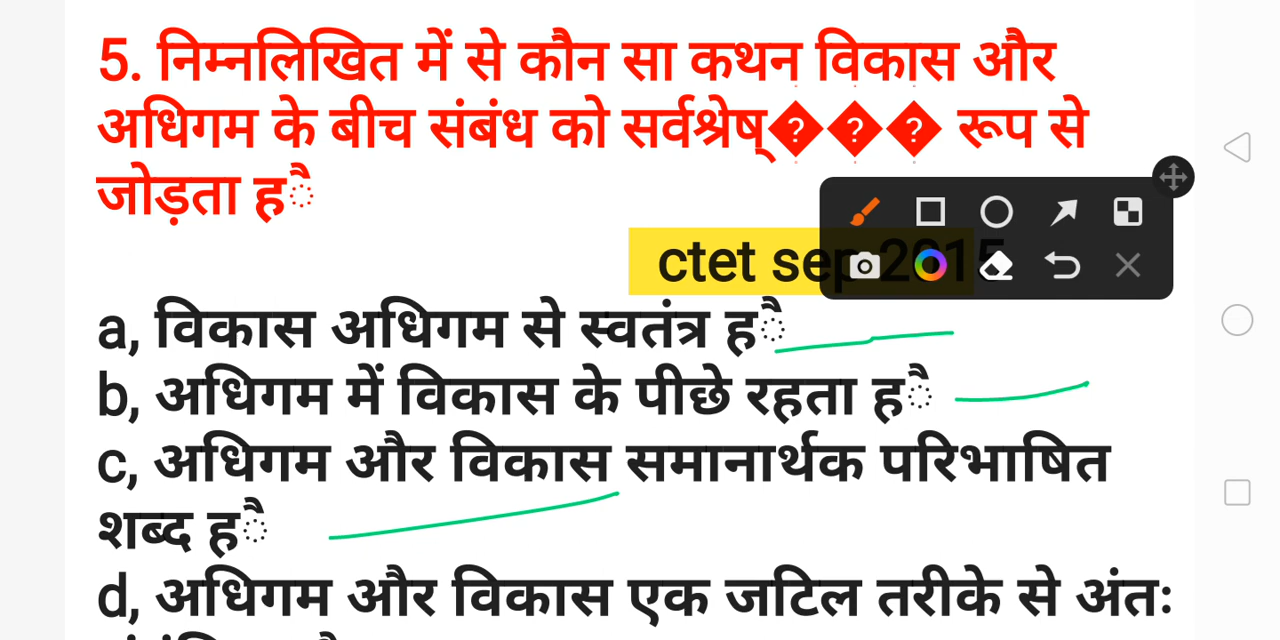 5. निम्नलिखित में से कौन सा कथन विकास और
अधिगम के बीच संबंध को सर्वश्रेष्��� रूप से
जोड़ता है
ctet sep 2015
a, विकास अधिगम से स्वतंत्र है
b, अधिगम में विकास के पीछे रहता है
c, अधिगम और विकास समानार्थक परिभाषित
शब्द है
d, अधिगम और विकास एक जटिल तरीके से अंतः